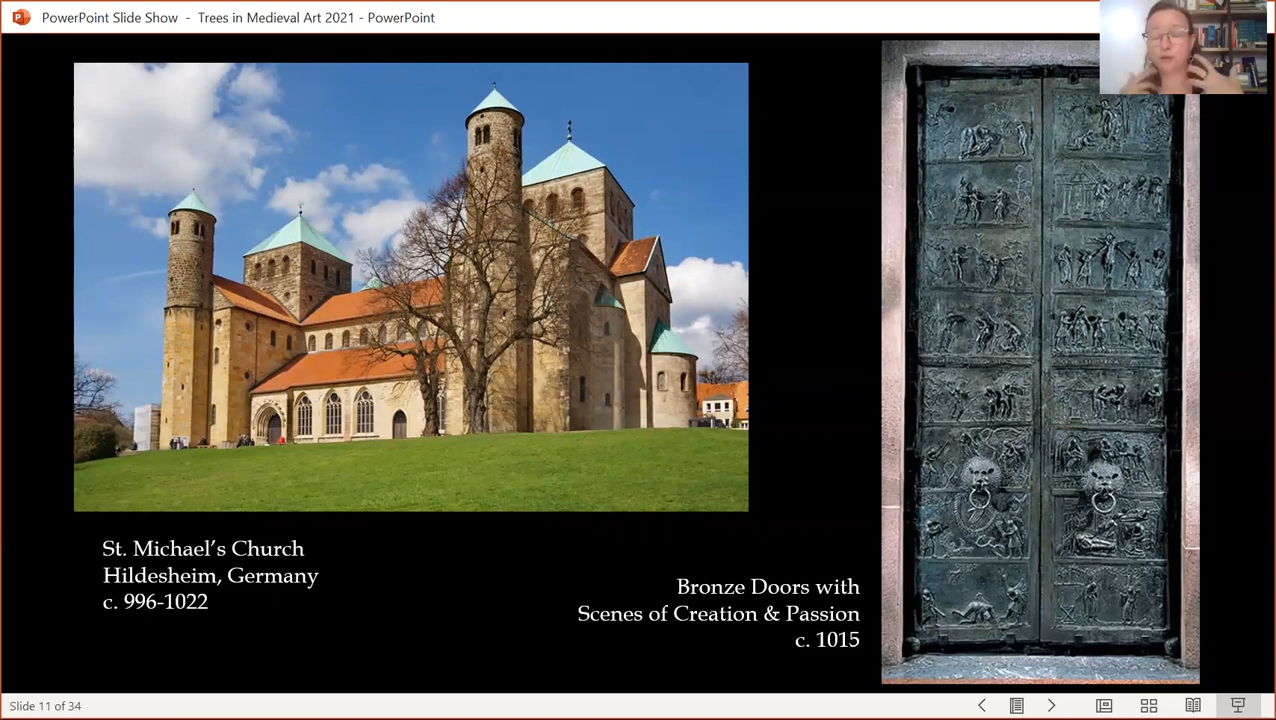 PowerPoint Slide Show - Trees in Medieval Art 2021 - PowerPoint
St. Michael's Church
Hildesheim, Germany
c. 996-1022
Bronze Doors with
Scenes of Creation & Passion
c. 1015
Slide 11 of 34